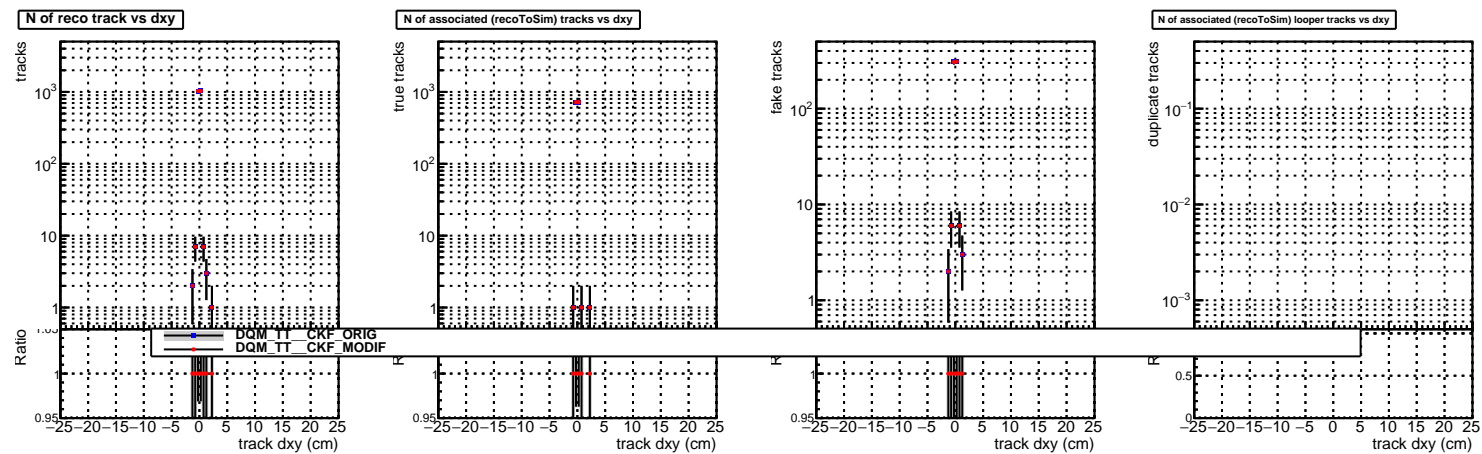 N of reco track vs dxy
N of associated (recoToSim) tracks vs dxy
N of associated (recoToSim) looper tracks vs dxy
tracks
10³
10²
10
1
Ratio
1
0.95
−25 −20 −15 −10 −5 0 5 10 15 20 25
track dxy (cm)
true tracks
10³
10²
10
1
1
0.95
−25 −20 −15 −10 −5 0 5 10 15 20 25
track dxy (cm)
fake tracks
10²
10
1
1
0.95
−25 −20 −15 −10 −5 0 5 10 15 20 25
track dxy (cm)
duplicate tracks
10⁻¹
10⁻²
10⁻³
0.5
0
−25 −20 −15 −10 −5 0 5 10 15 20 25
track dxy (cm)
DQM_TT__CKF_ORIG
DQM_TT__CKF_MODIF